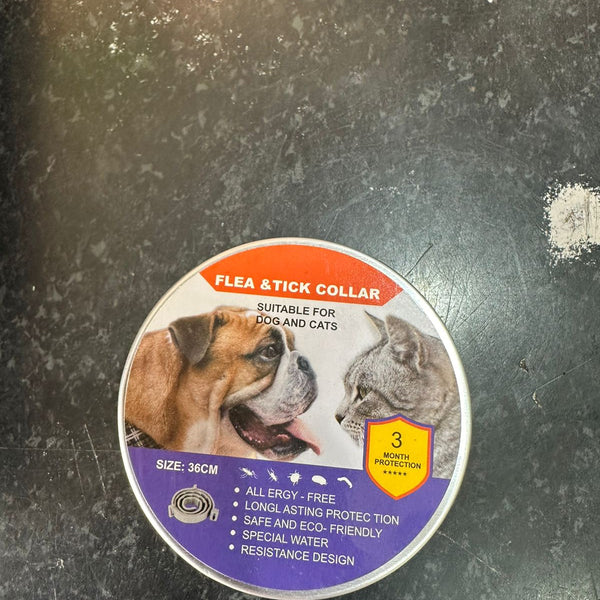 FLEA &TICK COLLAR
SUITABLE FOR
DOG AND CATS
3
MONTH
PROTECTION
SIZE: 36CM
• ALL ERGY - FREE
• LONGL ASTING PROTEC TION
• SAFE AND ECO- FRIENDLY
• SPECIAL WATER
• RESISTANCE DESIGN